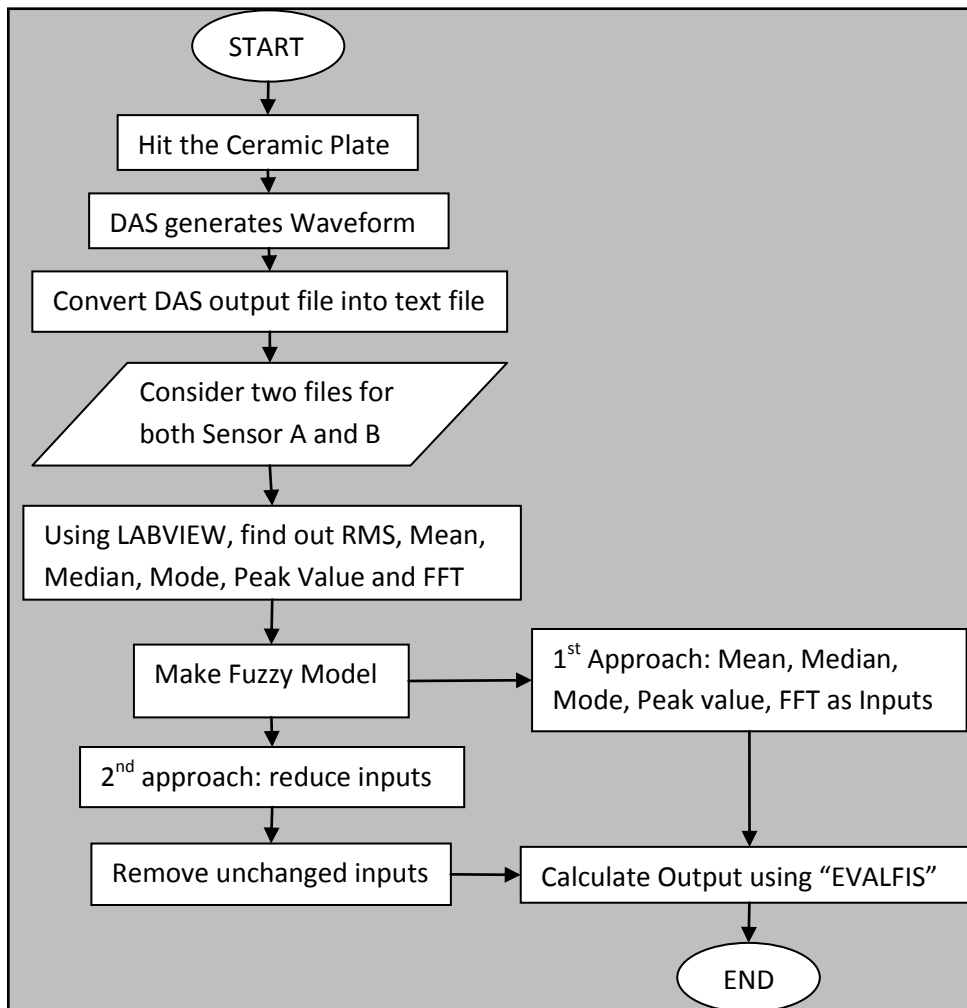 START
Hit the Ceramic Plate
DAS generates Waveform
Convert DAS output file into text file
Consider two files for
both Sensor A and B
Using LABVIEW, find out RMS, Mean,
Median, Mode, Peak Value and FFT
Make Fuzzy Model
1st Approach: Mean, Median,
Mode, Peak value, FFT as Inputs
2nd approach: reduce inputs
Remove unchanged inputs
Calculate Output using “EVALFIS”
END